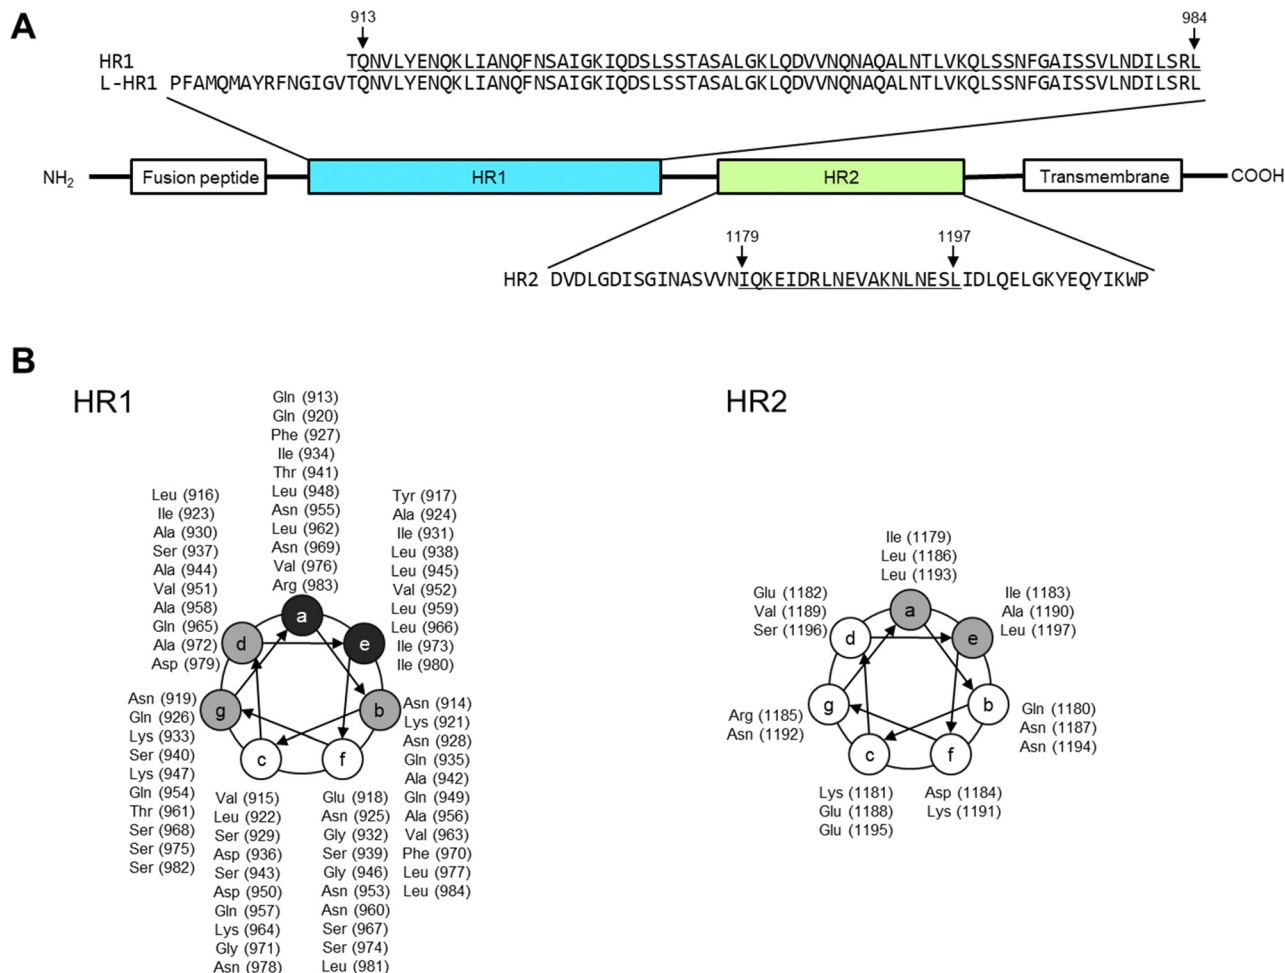 A
913
984
HR1 TQNVLYENQKLIANQFNSAIGKIQDSLSSTASALGKLQDVVNQNAQALNTLVKQLSSNFGAISSVLNDILSRL
L-HR1 PFAMQMAYRFNGIGVTQNVLYENQKLIANQFNSAIGKIQDSLSSTASALGKLQDVVNQNAQALNTLVKQLSSNFGAISSVLNDILSRL
NH2 Fusion peptide HR1 HR2 Transmembrane COOH
1179 1197
HR2 DVDLGDISGINASVVNIQKEIDRLNEVAKNLNESLIDLQELGKYEQYIKWP
B
HR1
Gln (913)
Gln (920)
Phe (927)
Ile (934)
Thr (941)
Leu (948)
Asn (955)
Leu (962)
Asn (969)
Val (976)
Arg (983)
Leu (916)
Ile (923)
Ala (930)
Ser (937)
Ala (944)
Val (951)
Ala (958)
Gln (965)
Ala (972)
Asp (979)
Tyr (917)
Ala (924)
Ile (931)
Leu (938)
Leu (945)
Val (952)
Leu (959)
Leu (966)
Ile (973)
Ile (980)
a
d
e
g
b
c
f
Asn (919)
Gln (926)
Lys (933)
Ser (940)
Lys (947)
Gln (954)
Thr (961)
Ser (968)
Ser (975)
Ser (982)
Asn (914)
Lys (921)
Asn (928)
Gln (935)
Ala (942)
Gln (949)
Ala (956)
Val (963)
Phe (970)
Leu (977)
Leu (984)
Val (915)
Leu (922)
Ser (929)
Asp (936)
Ser (943)
Asp (950)
Gln (957)
Lys (964)
Gly (971)
Asn (978)
Glu (918)
Asn (925)
Gly (932)
Ser (939)
Gly (946)
Asn (953)
Asn (960)
Ser (967)
Ser (974)
Leu (981)
HR2
Ile (1179)
Leu (1186)
Leu (1193)
Glu (1182)
Val (1189)
Ser (1196)
Ile (1183)
Ala (1190)
Leu (1197)
a
d
e
g
b
c
f
Arg (1185)
Asn (1192)
Gln (1180)
Asn (1187)
Asn (1194)
Lys (1181)
Glu (1188)
Glu (1195)
Asp (1184)
Lys (1191)